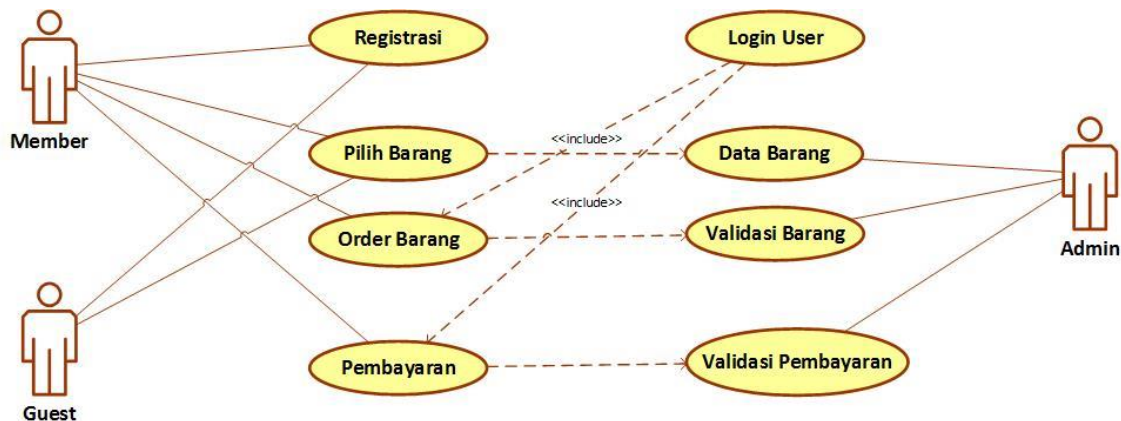 Registrasi
Login User
Member
<<include>>
Pilih Barang
Data Barang
<<include>>
Order Barang
Validasi Barang
Admin
Pembayaran
Validasi Pembayaran
Guest